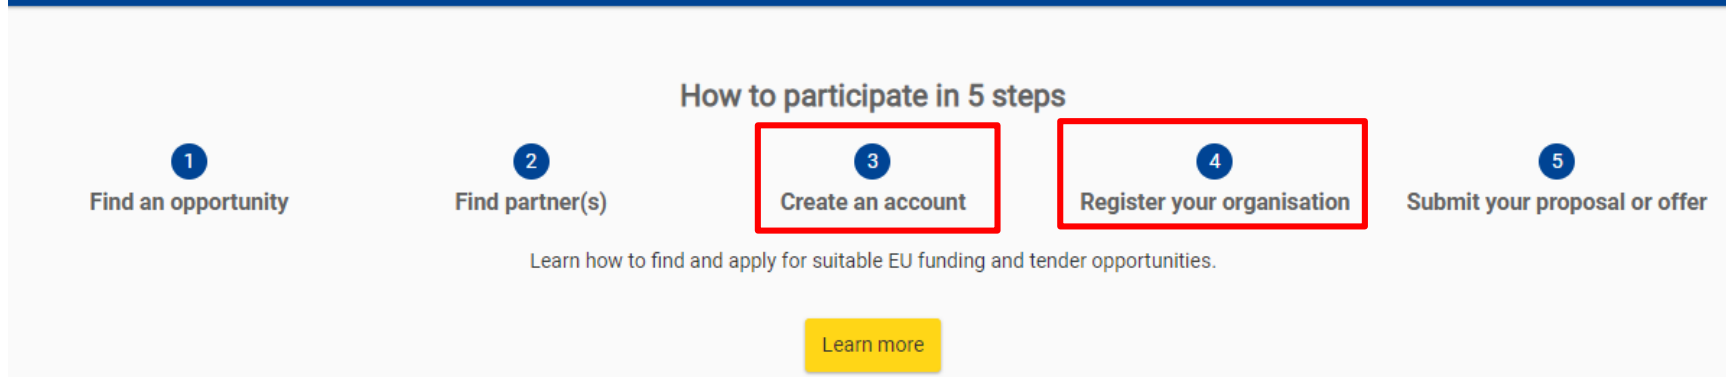 How to participate in 5 steps
1
2
3
4
5
Find an opportunity
Find partner(s)
Create an account
Register your organisation
Submit your proposal or offer
Learn how to find and apply for suitable EU funding and tender opportunities.
Learn more